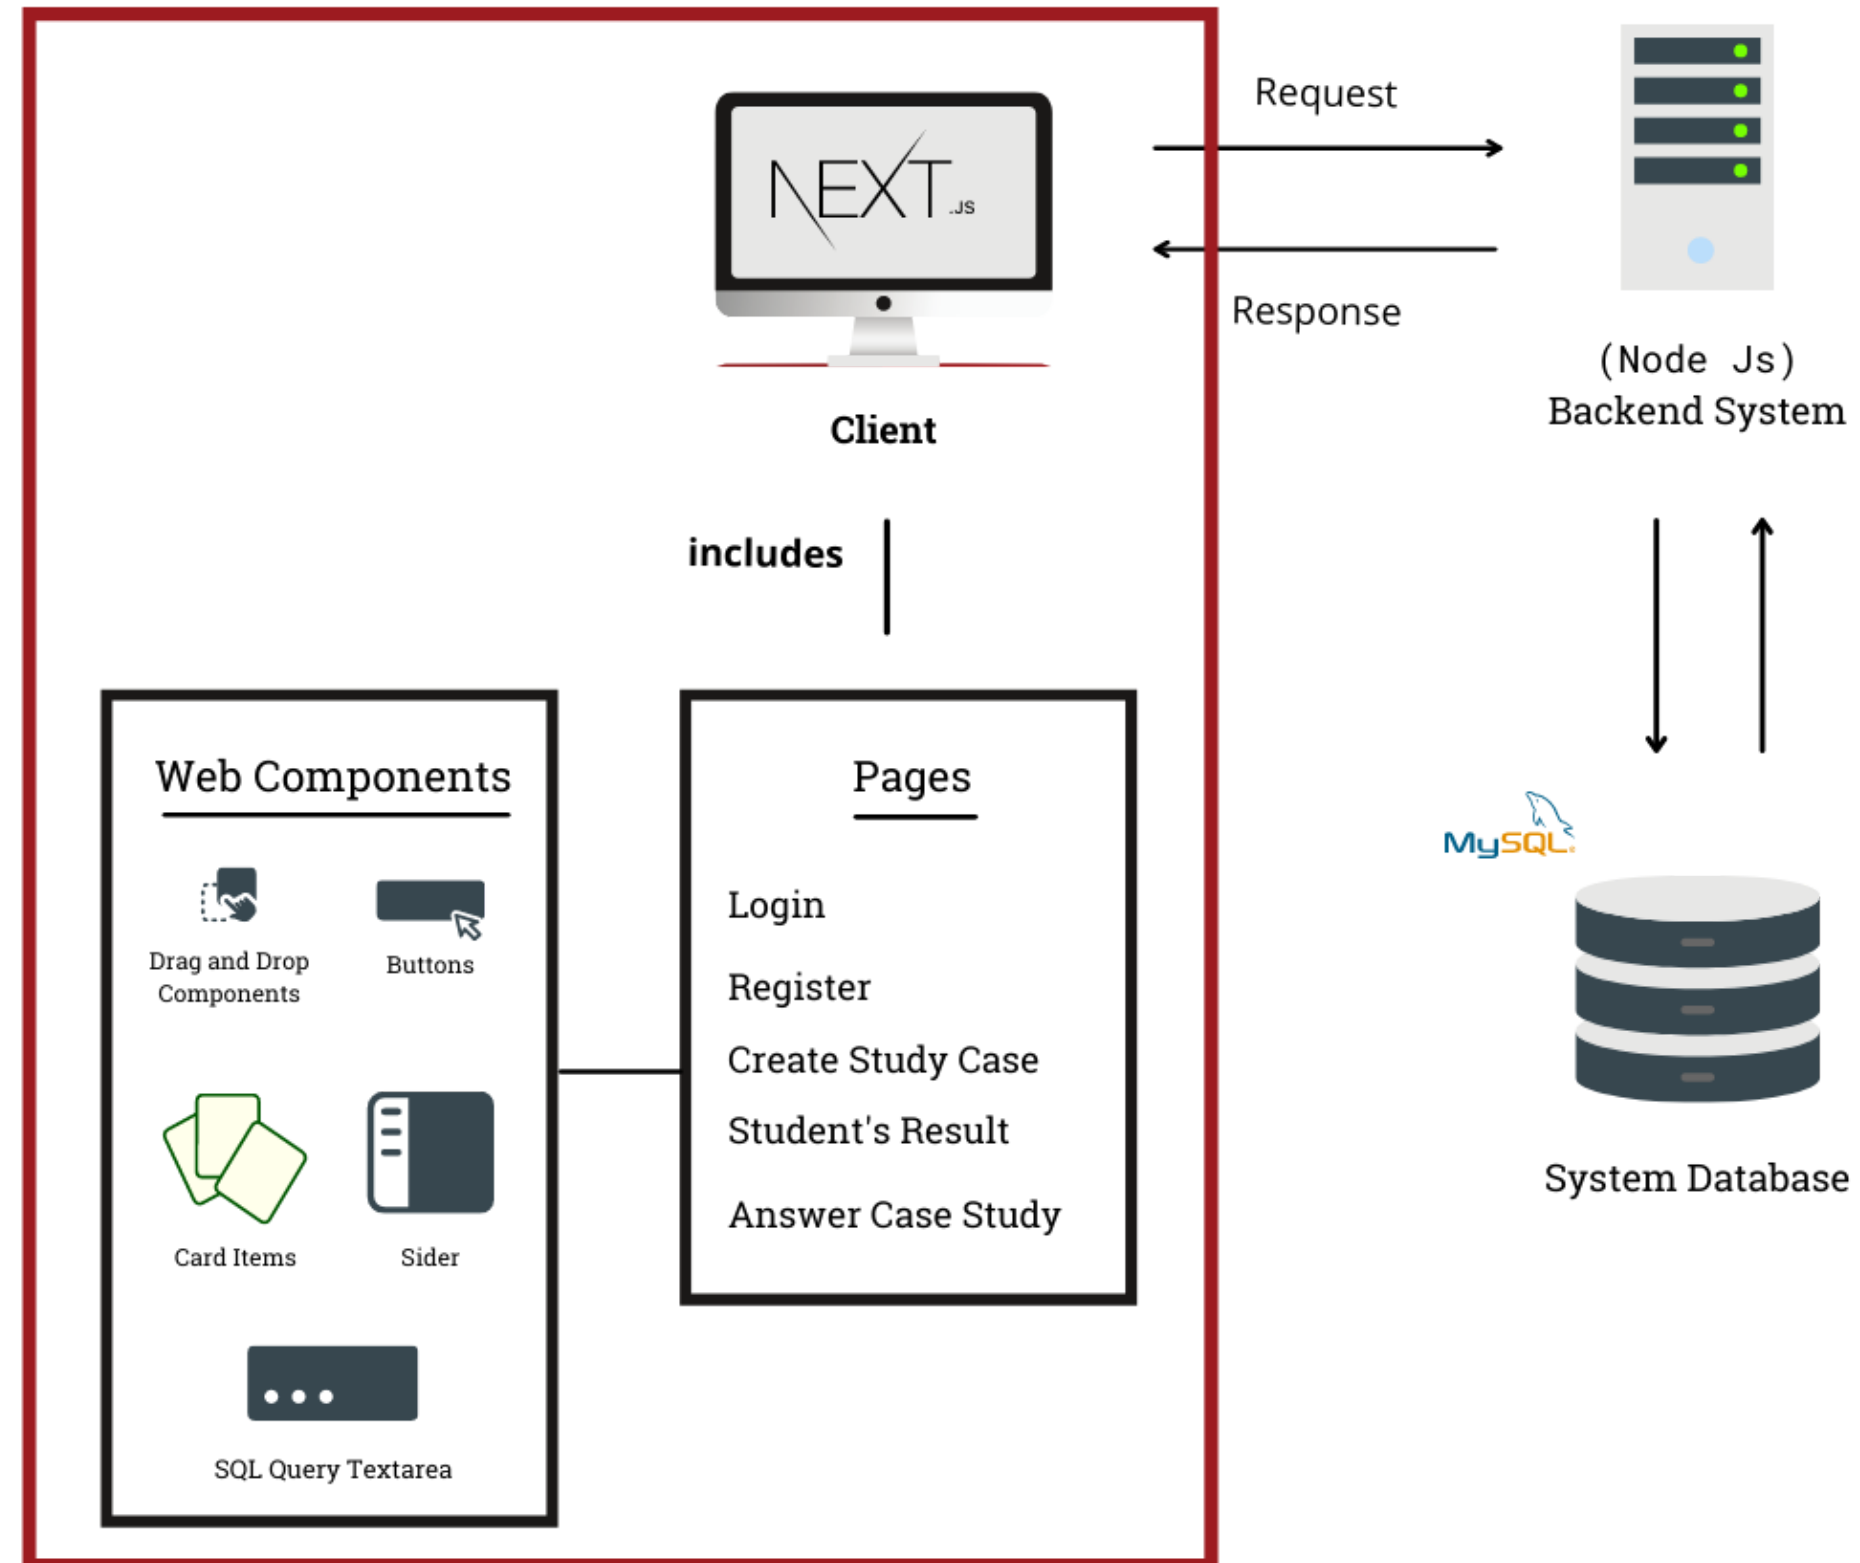 NEXT.JS
Client
includes
Request
Response
(Node Js)
Backend System
MySQL
System Database
Web Components
Drag and Drop
Components
Buttons
Card Items
Sider
SQL Query Textarea
Pages
Login
Register
Create Study Case
Student's Result
Answer Case Study